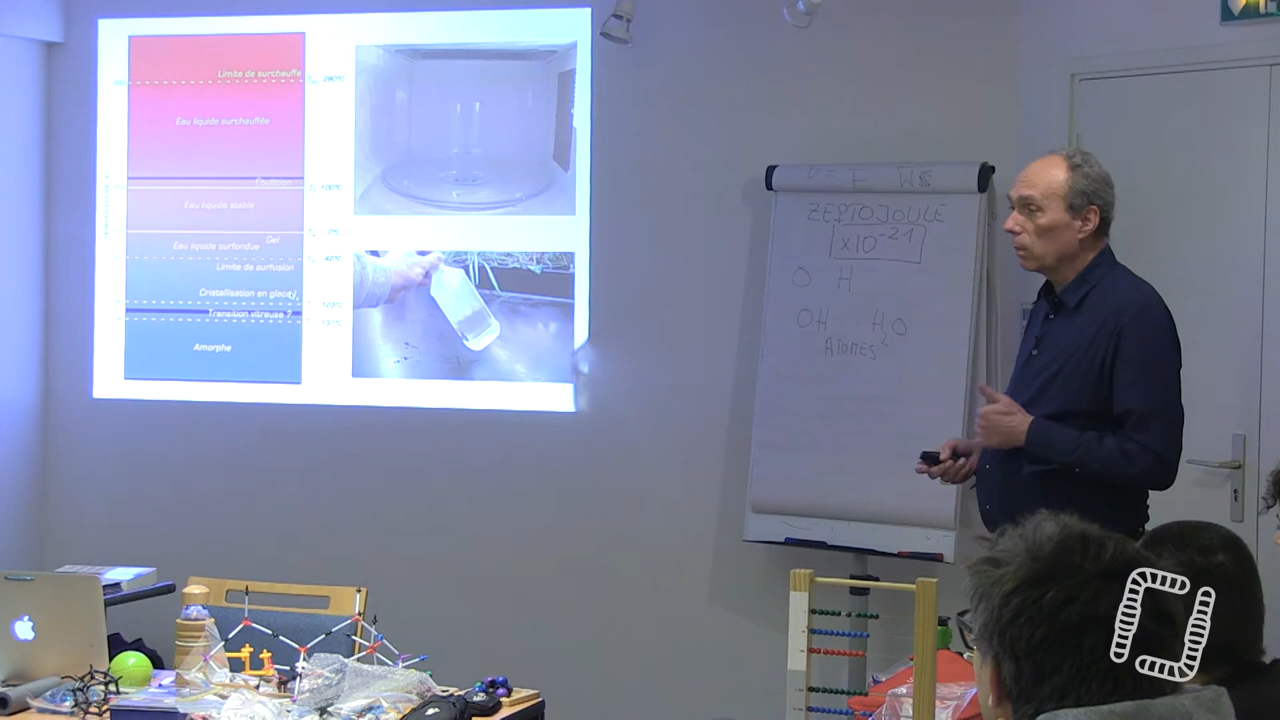 Limite de surchauffe
Eau liquide surchauffée
Ébullition
100°C
Eau liquide stable
Gel
Eau liquide surfondue
Limite de surfusion
Cristallisation en glace I
Transition vitreuse ?
Amorphe
ZEPTOJOULE
x10-21
O H
OH H2O
ATOMES